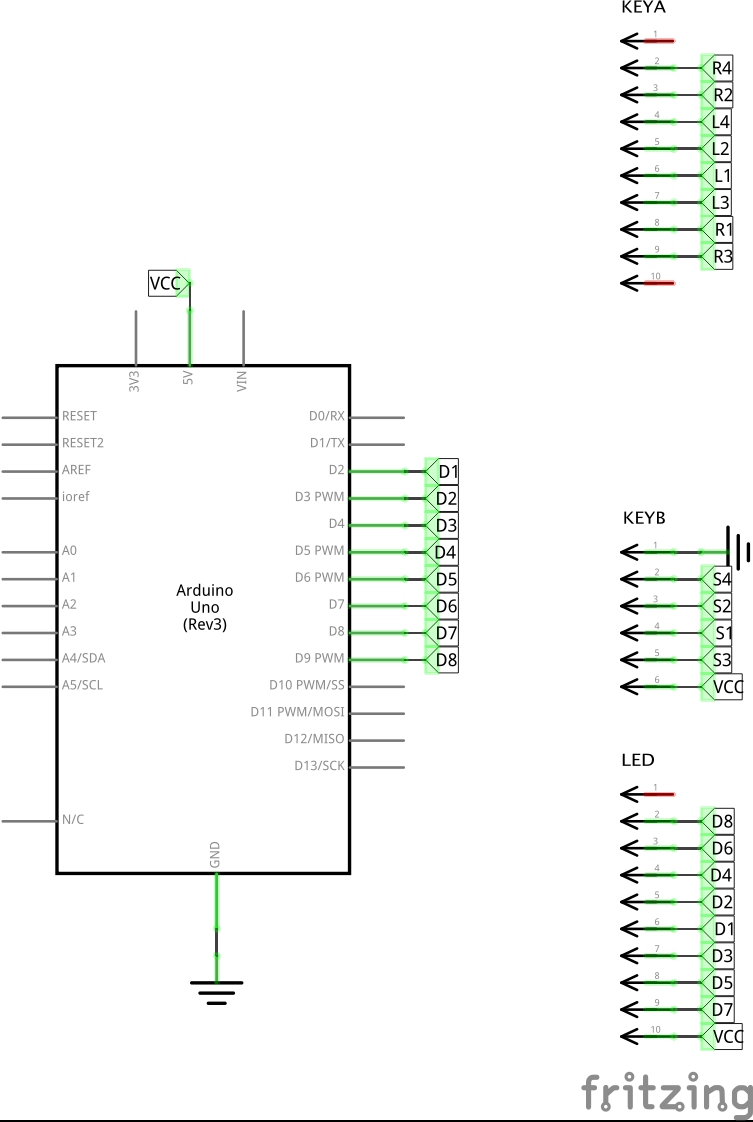 KEYA
1
2 R4
3 R2
4 L4
5 L2
6 L1
7 L3
8 R1
9 R3
10
VCC
3V3 5V VIN
RESET D0/RX
RESET2 D1/TX
AREF D2 D1
ioref D3 PWM D2
D4 D3
A0 D5 PWM D4
A1 D6 PWM D5
A2 D7 D6
A3 D8 D7
A4/SDA D9 PWM D8
A5/SCL D10 PWM/SS
D11 PWM/MOSI
D12/MISO
D13/SCK
Arduino
Uno
(Rev3)
N/C
GND
KEYB
1
2 S4
3 S2
4 S1
5 S3
6 VCC
LED
1
2 D8
3 D6
4 D4
5 D2
6 D1
7 D3
8 D5
9 D7
10 VCC
fritzing